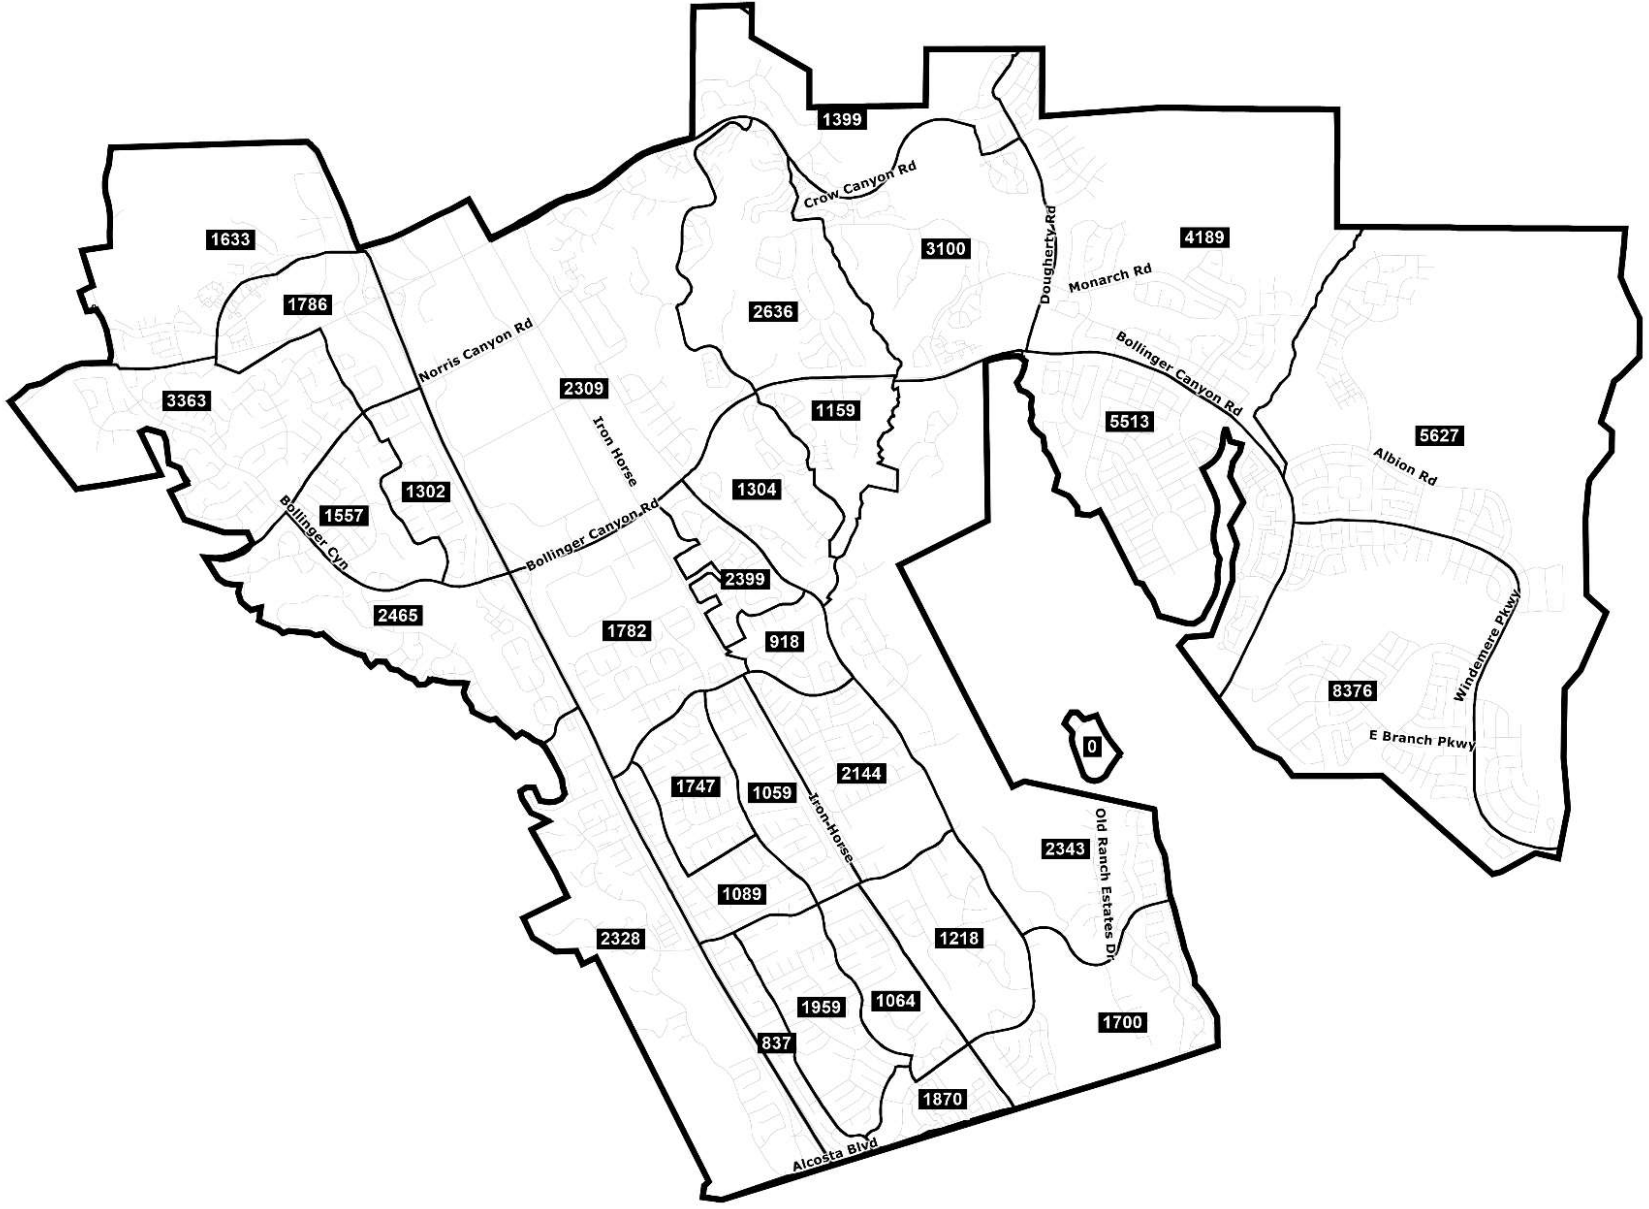 1399
Crow Canyon Rd
1633
3100
4189
Dougherty Rd
Monarch Rd
1786
2636
Norris Canyon Rd
Bollinger Canyon Rd
2309
3363
1159
5513
5627
Iron Horse
Albion Rd
1302
1304
1557
Bollinger Cyn
Bollinger Canyon Rd
2399
2465
1782
918
Windemere Pkwy
8376
E Branch Pkwy
0
2144
1747
1059
Iron-Horse
2343
Old Ranch Estates Dr
1089
2328
1218
1959
1064
1700
837
1870
Alcosta Blvd